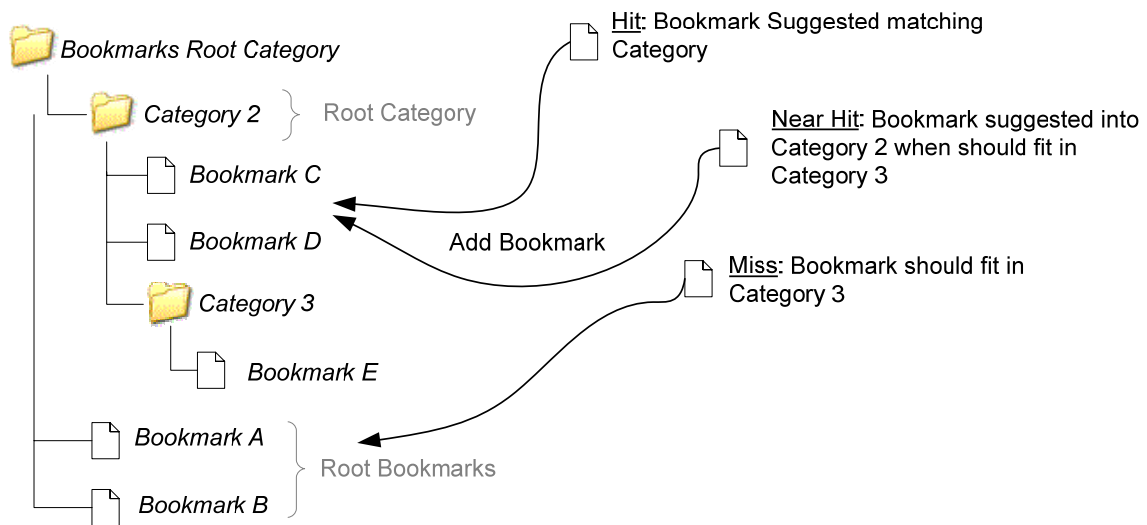 Bookmarks Root Category
Category 2
Root Category
Bookmark C
Bookmark D
Category 3
Bookmark E
Bookmark A
Root Bookmarks
Bookmark B
Add Bookmark
Hit: Bookmark Suggested matching
Category
Near Hit: Bookmark suggested into
Category 2 when should fit in
Category 3
Miss: Bookmark should fit in
Category 3